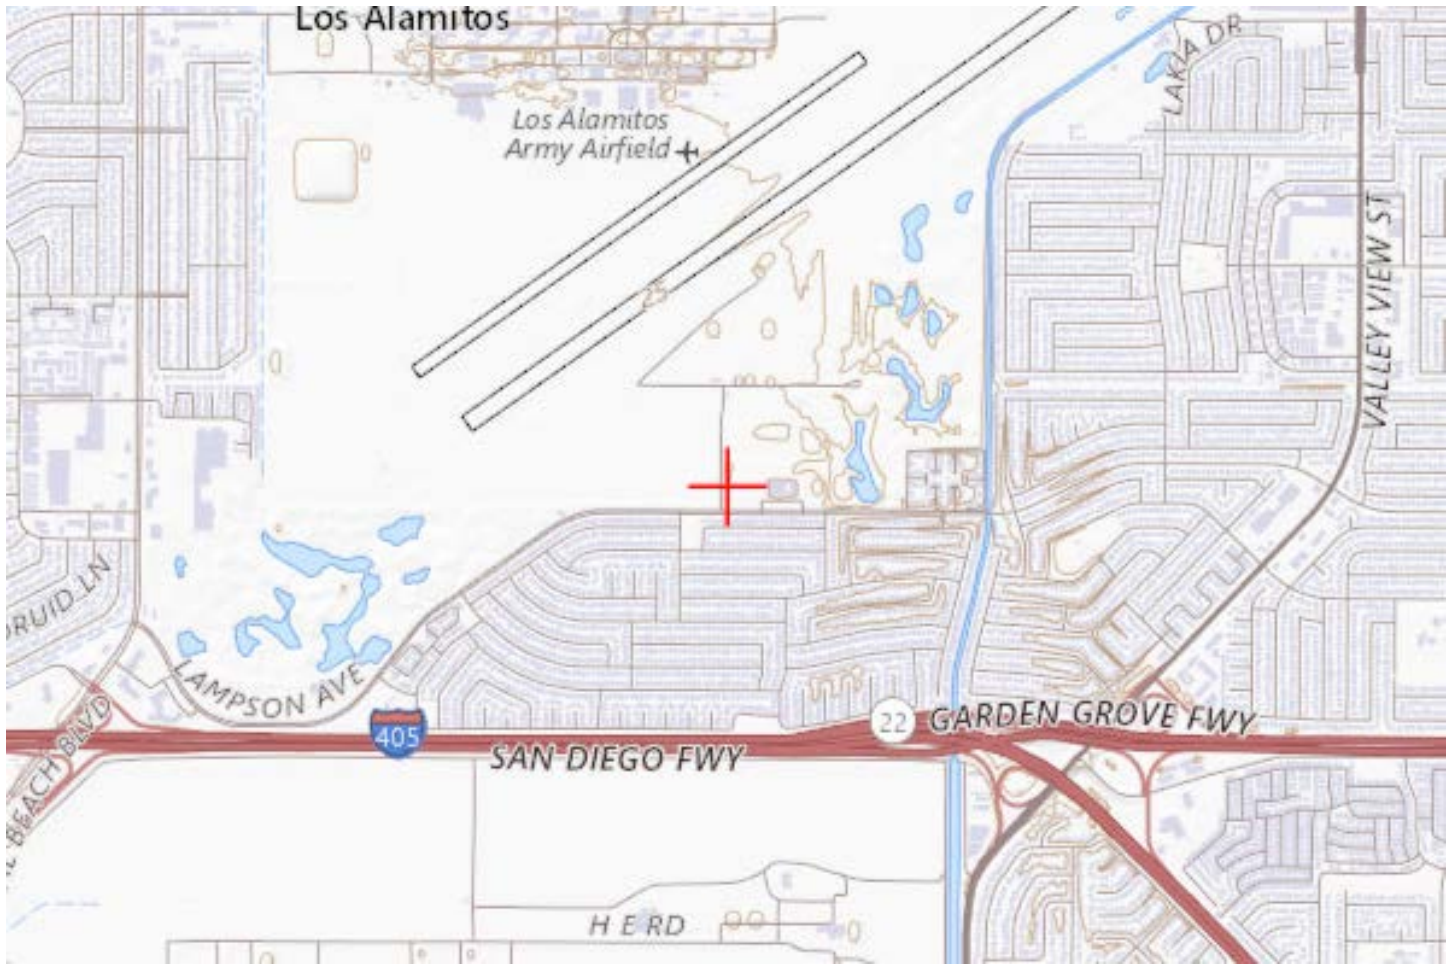 Los Alamitos
LAKIA DR
Los Alamitos
Army Airfield
VALLEY VIEW ST
DRUID LN
LAMPSON AVE
BEACH BLVD
405
22
GARDEN GROVE FWY
SAN DIEGO FWY
H E RD